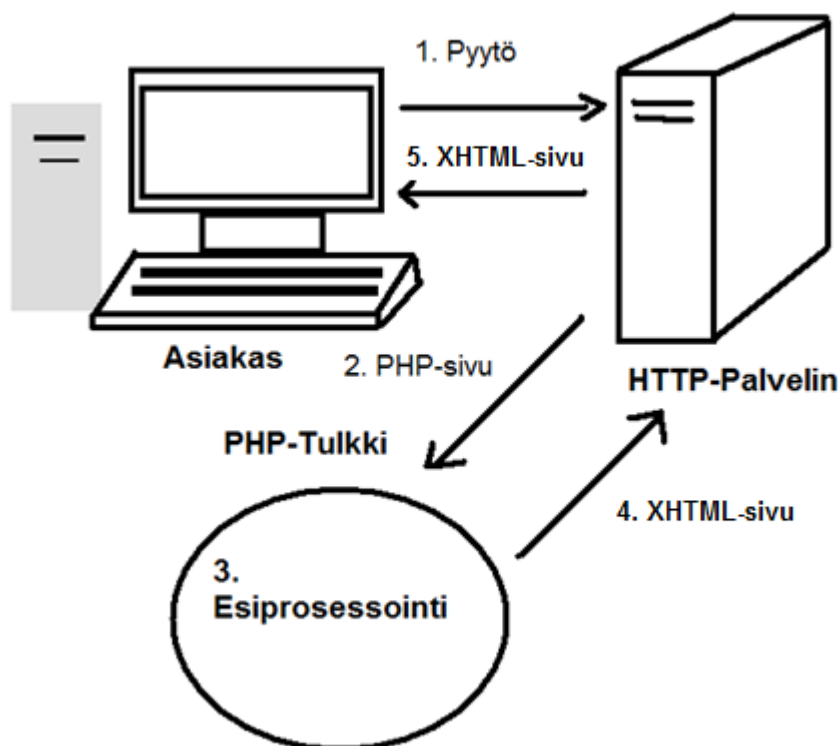 1. Pyytö
5. XHTML-sivu
Asiakas
2. PHP-sivu
HTTP-Palvelin
PHP-Tulkki
4. XHTML-sivu
3.
Esiprosessointi